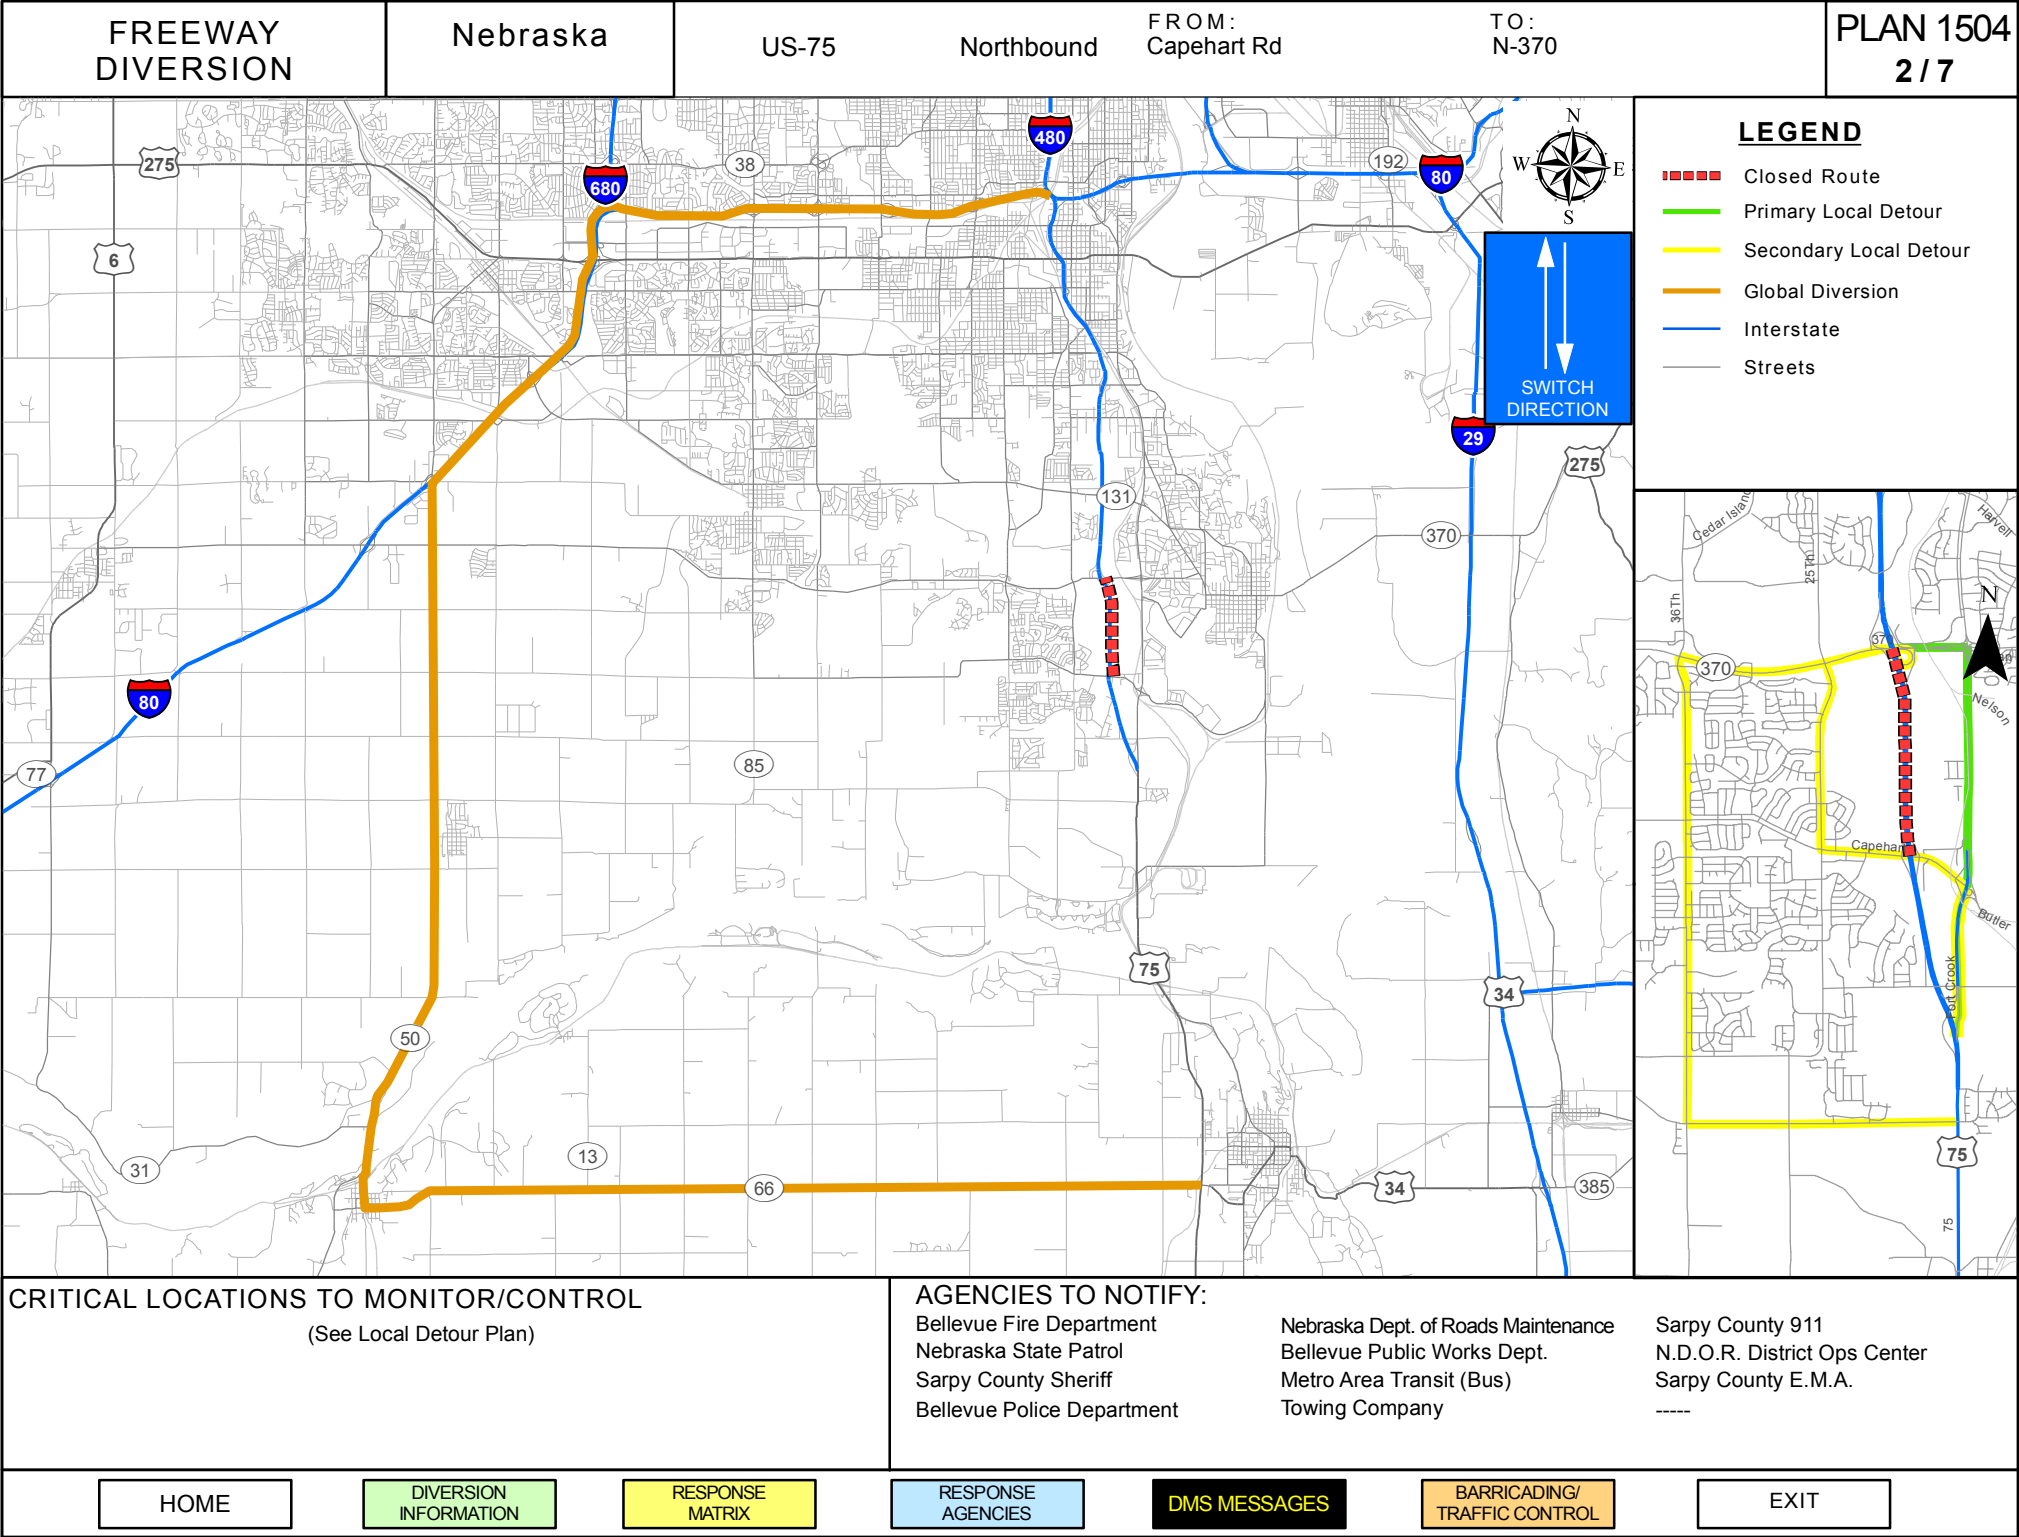 FREEWAY
DIVERSION
Nebraska
US-75
Northbound
FROM:
Capehart Rd
TO:
N-370
PLAN 1504
2 / 7
275
6
680
38
480
192
80
N
W
E
S
SWITCH
DIRECTION
29
275
131
370
80
77
85
75
34
50
31
13
66
34
385
LEGEND
Closed Route
Primary Local Detour
Secondary Local Detour
Global Diversion
Interstate
Streets
Cedar Island
Harvell
25Th
36Th
N
370
Nelson
Capehart
Butler
Fort Crook
75
75
CRITICAL LOCATIONS TO MONITOR/CONTROL
(See Local Detour Plan)
AGENCIES TO NOTIFY:
Bellevue Fire Department
Nebraska State Patrol
Sarpy County Sheriff
Bellevue Police Department
Nebraska Dept. of Roads Maintenance
Bellevue Public Works Dept.
Metro Area Transit (Bus)
Towing Company
Sarpy County 911
N.D.O.R. District Ops Center
Sarpy County E.M.A.
-----
HOME
DIVERSION
INFORMATION
RESPONSE
MATRIX
RESPONSE
AGENCIES
DMS MESSAGES
BARRICADING/
TRAFFIC CONTROL
EXIT